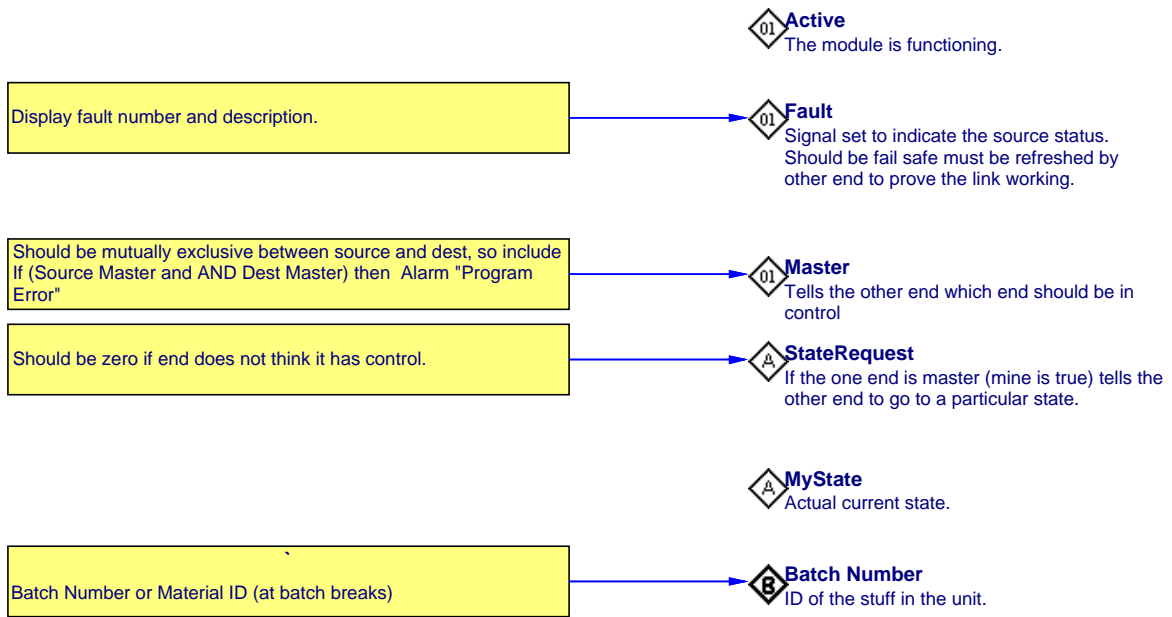 01 Active
The module is functioning.
Display fault number and description.
01 Fault
Signal set to indicate the source status.
Should be fail safe must be refreshed by
other end to prove the link working.
Should be mutually exclusive between source and dest, so include
If (Source Master and AND Dest Master) then  Alarm "Program
Error"
01 Master
Tells the other end which end should be in
control
Should be zero if end does not think it has control.
A StateRequest
If the one end is master (mine is true) tells the
other end to go to a particular state.
A MyState
Actual current state.
`
Batch Number or Material ID (at batch breaks)
B Batch Number
ID of the stuff in the unit.